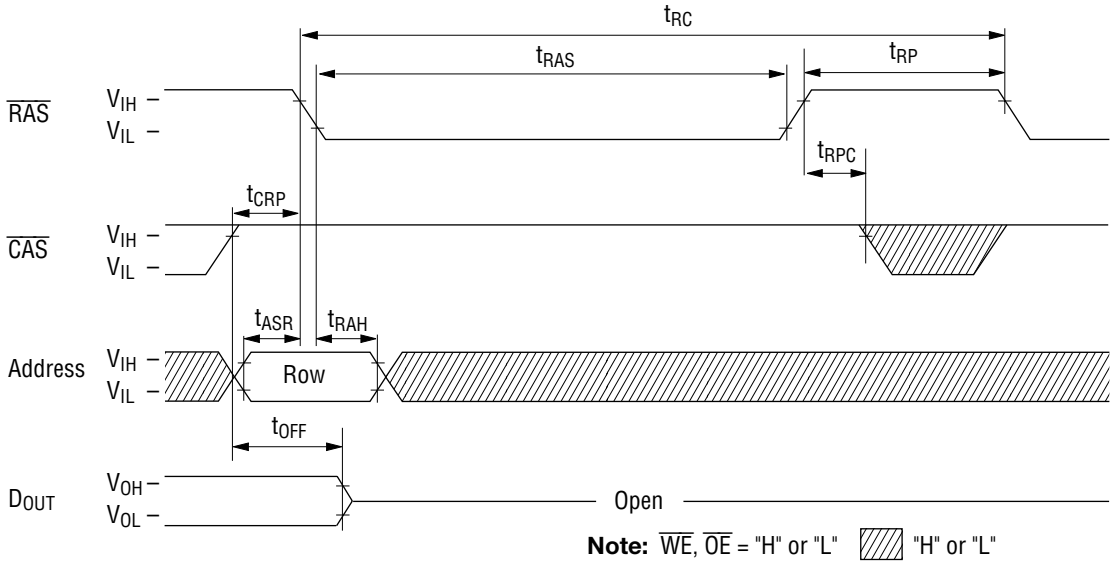 tRC
tRAS
tRP
RAS
VIH
VIL
tRPC
tCRP
CAS
VIH
VIL
tASR
tRAH
Address
VIH
VIL
Row
tOFF
DOUT
VOH
VOL
Open
Note: WE, OE = "H" or "L" "H" or "L"